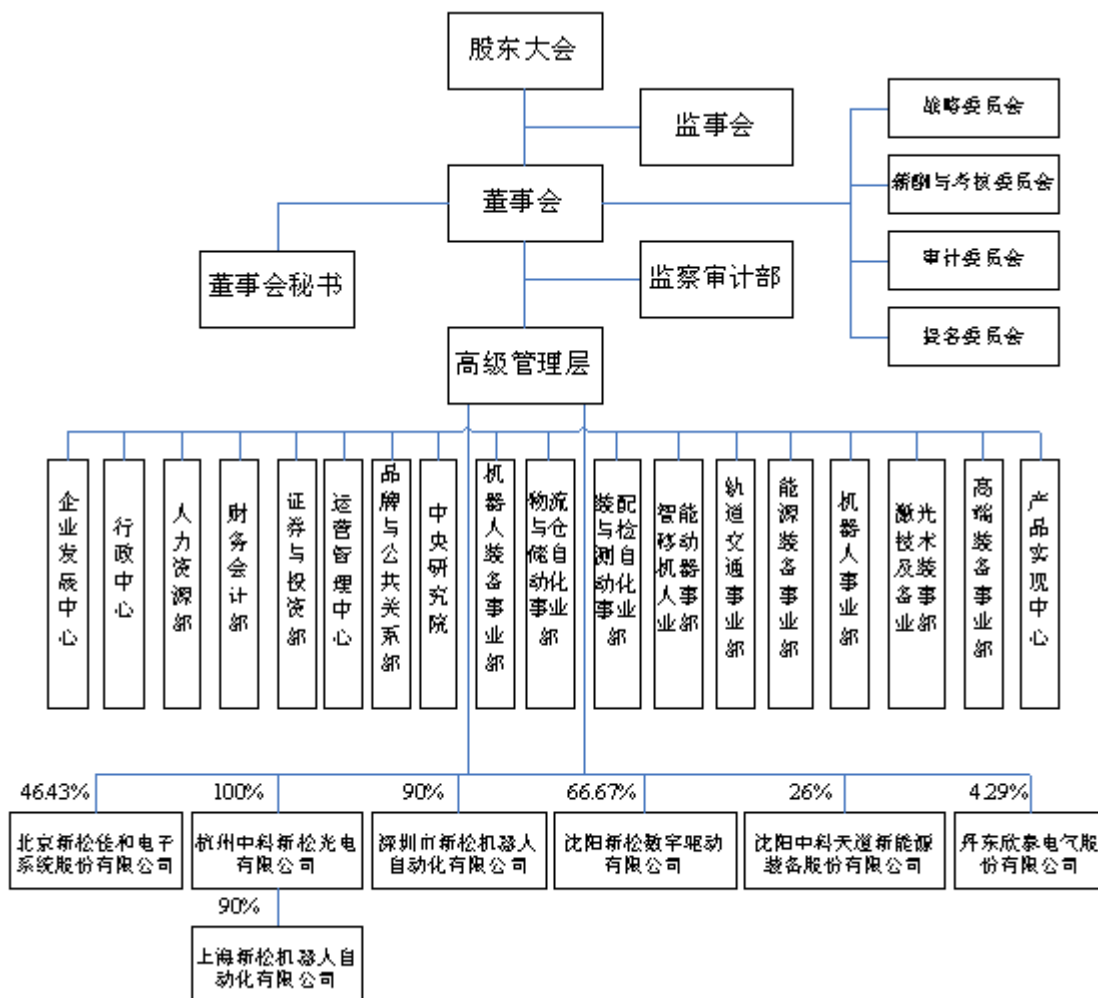 股东大会
监事会
董事会
战略委员会
薪酬与考核委员会
审计委员会
提名委员会
董事会秘书
监察审计部
高级管理层
企业发展中心
行政中心
人力资源部
财务会计部
证券与投资部
运营管理中心
品牌与公共关系部
中央研究院
机器人装备事业部
物流与仓储自动化事业部
装配与检测自动化事业部
智能移动机器人事业部
轨道交通事业部
能源装备事业部
机器人事业部
激光技术及装备事业部
高端装备事业部
产品实现中心
46.43%
100%
90%
66.67%
26%
4.29%
北京新松佳和电子
系统股份有限公司
杭州中科新松光电
有限公司
深圳市新松机器人
自动化有限公司
沈阳新松数字驱动
有限公司
沈阳中科天道新能源
装备股份有限公司
丹东欣泰电气股
份有限公司
90%
上海新松机器人自
动化有限公司